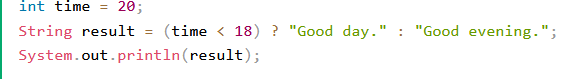 int time = 20;
String result = (time < 18) ? "Good day." : "Good evening.";
System.out.println(result);